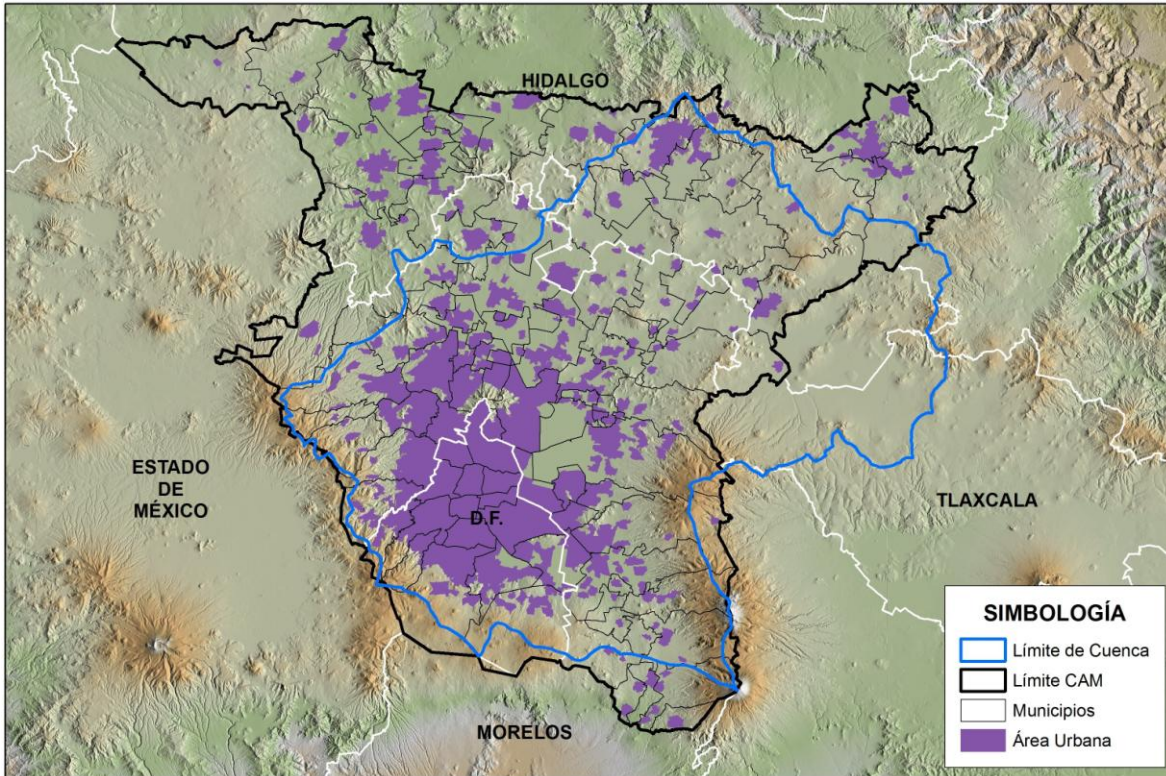 HIDALGO
ESTADO
DE
MÉXICO
D.F.
TLAXCALA
MORELOS
SIMBOLOGÍA
Límite de Cuenca
Límite CAM
Municipios
Área Urbana